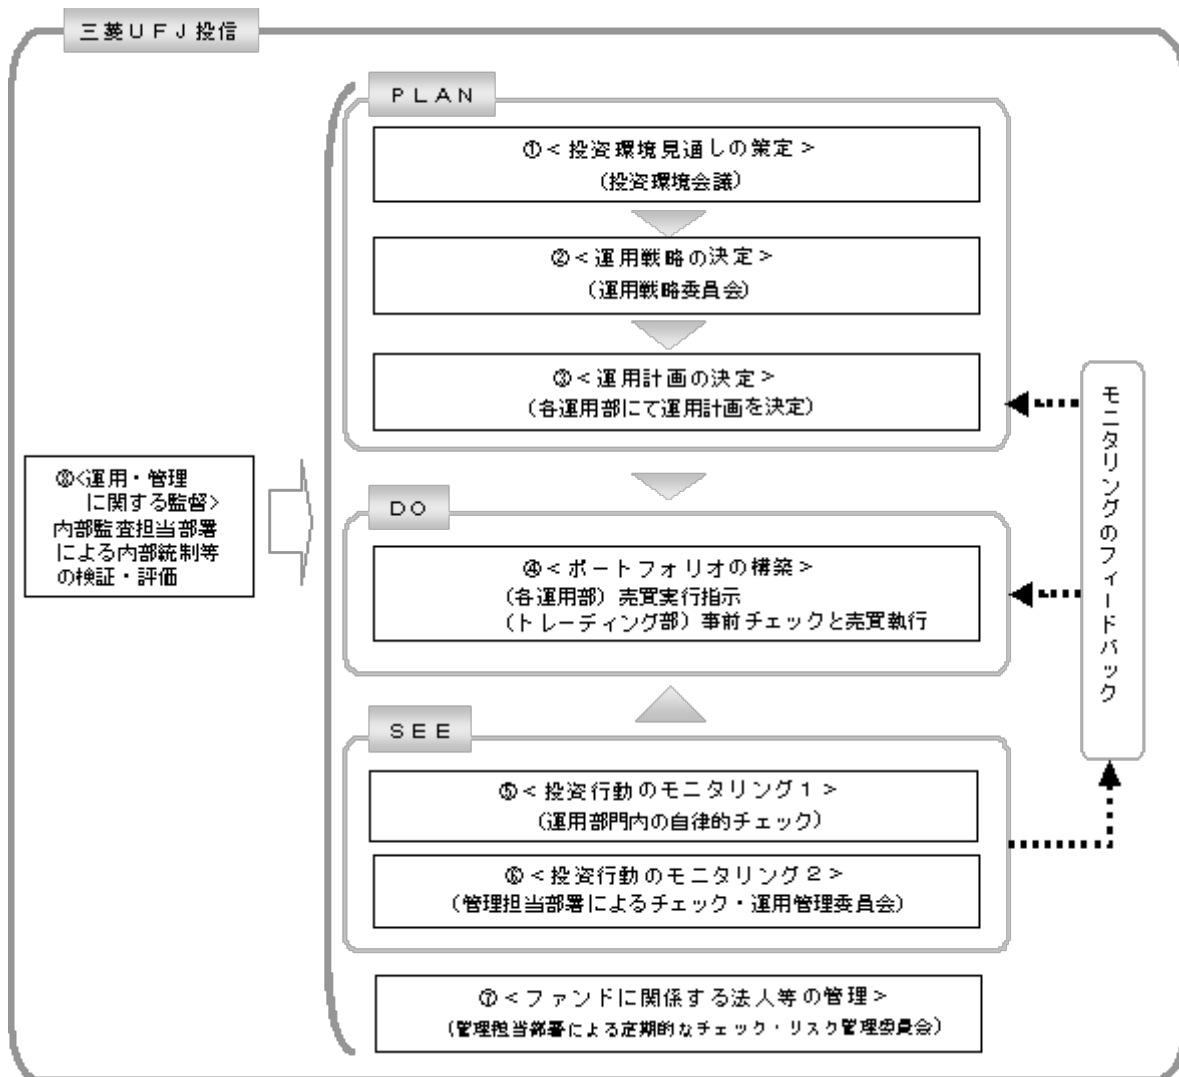 三菱ＵＦＪ投信
ＰＬＡＮ
①＜投資環境見通しの策定＞
（投資環境会議）
②＜運用戦略の決定＞
（運用戦略委員会）
③＜運用計画の決定＞
（各運用部にて運用計画を決定）
⑧<運用・管理
に関する監督>
内部監査担当部署
による内部統制等
の検証・評価
ＤＯ
④＜ポートフォリオの構築＞
（各運用部）売買実行指示
（トレーディング部）事前チェックと売買執行
モニタリングのフィードバック
ＳＥＥ
⑤＜投資行動のモニタリング１＞
（運用部門内の自律的チェック）
⑥＜投資行動のモニタリング２＞
（管理担当部署によるチェック・運用管理委員会）
⑦＜ファンドに関係する法人等の管理＞
（管理担当部署による定期的なチェック・リスク管理委員会）